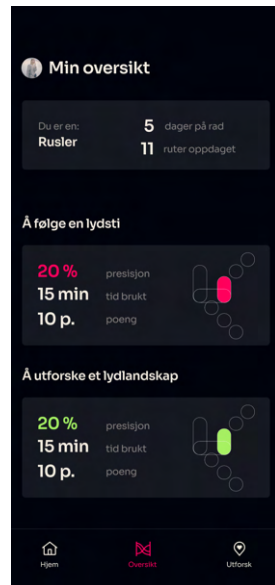 Min oversikt
Du er en:
Rusler
5 dager på rad
11 ruter oppdaget
Å følge en lydsti
20 % presisjon
15 min tid brukt
10 p. poeng
Å utforske et lydlandskap
20 % presisjon
15 min tid brukt
10 p. poeng
Hjem Oversikt Utforsk